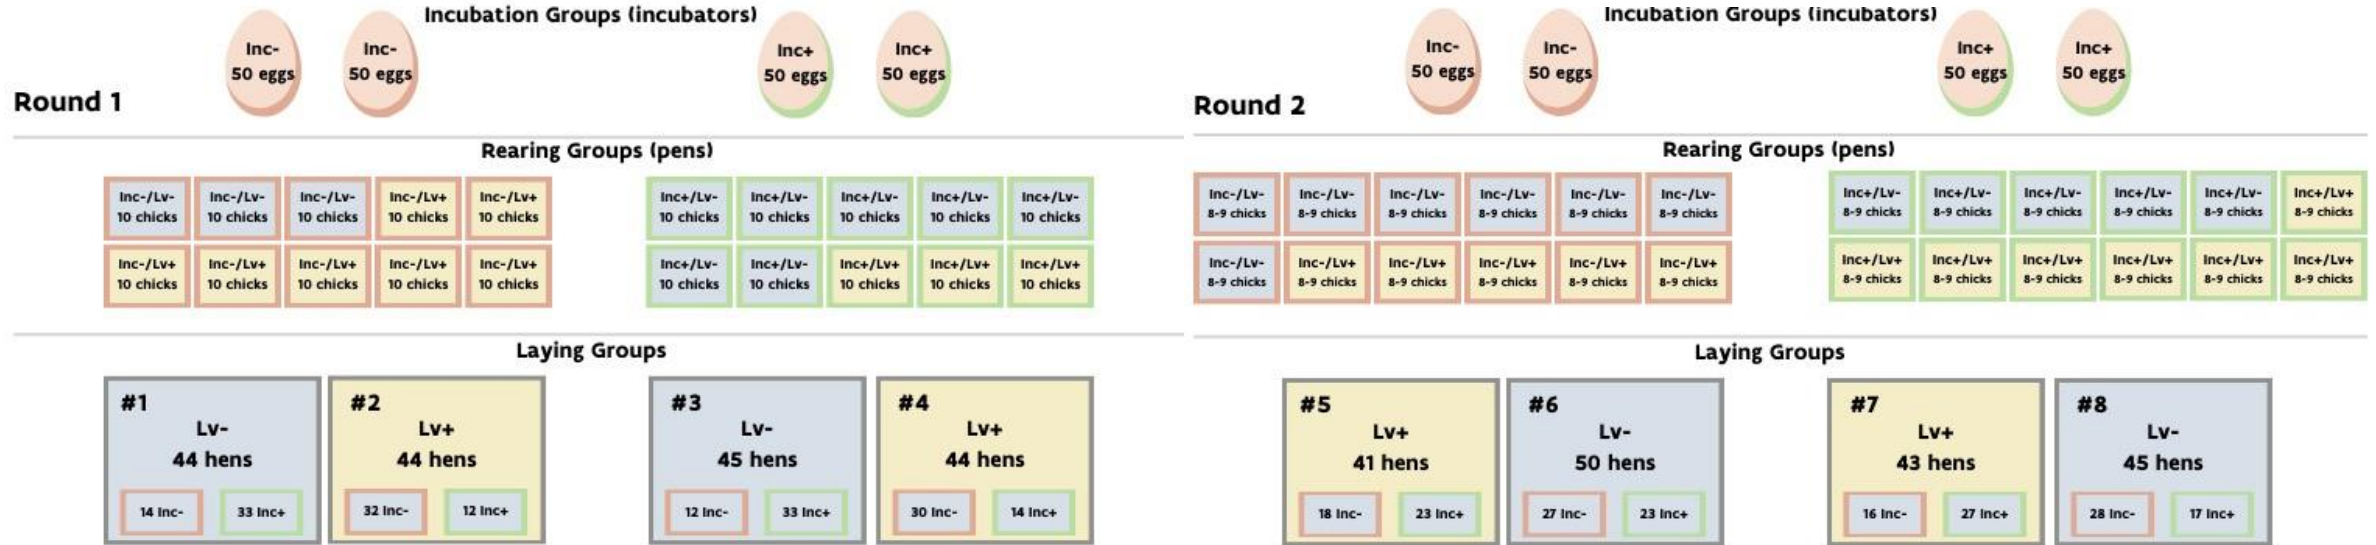 Incubation Groups (incubators)
Inc-
50 eggs
Inc-
50 eggs
Inc+
50 eggs
Inc+
50 eggs
Round 1
Rearing Groups (pens)
Inc-/Lv- Inc-/Lv- Inc-/Lv- Inc-/Lv+ Inc-/Lv+
10 chicks 10 chicks 10 chicks 10 chicks 10 chicks
Inc-/Lv+ Inc-/Lv+ Inc-/Lv+ Inc-/Lv+ Inc-/Lv+
10 chicks 10 chicks 10 chicks 10 chicks 10 chicks
Inc+/Lv- Inc+/Lv- Inc+/Lv- Inc+/Lv- Inc+/Lv-
10 chicks 10 chicks 10 chicks 10 chicks 10 chicks
Inc+/Lv- Inc+/Lv- Inc+/Lv+ Inc+/Lv+ Inc+/Lv+
10 chicks 10 chicks 10 chicks 10 chicks 10 chicks
Laying Groups
#1
Lv-
44 hens
14 Inc- 33 Inc+
#2
Lv+
44 hens
32 Inc- 12 Inc+
#3
Lv-
45 hens
12 Inc- 33 Inc+
#4
Lv+
44 hens
30 Inc- 14 Inc+
Incubation Groups (incubators)
Inc-
50 eggs
Inc-
50 eggs
Inc+
50 eggs
Inc+
50 eggs
Round 2
Rearing Groups (pens)
Inc-/Lv- Inc-/Lv- Inc-/Lv- Inc-/Lv- Inc-/Lv- Inc-/Lv-
8-9 chicks 8-9 chicks 8-9 chicks 8-9 chicks 8-9 chicks 8-9 chicks
Inc-/Lv- Inc-/Lv+ Inc-/Lv+ Inc-/Lv+ Inc-/Lv+ Inc-/Lv+
8-9 chicks 8-9 chicks 8-9 chicks 8-9 chicks 8-9 chicks 8-9 chicks
Inc+/Lv- Inc+/Lv- Inc+/Lv- Inc+/Lv- Inc+/Lv- Inc+/Lv+
8-9 chicks 8-9 chicks 8-9 chicks 8-9 chicks 8-9 chicks 8-9 chicks
Inc+/Lv+ Inc+/Lv+ Inc+/Lv+ Inc+/Lv+ Inc+/Lv+ Inc+/Lv+
8-9 chicks 8-9 chicks 8-9 chicks 8-9 chicks 8-9 chicks 8-9 chicks
Laying Groups
#5
Lv+
41 hens
18 Inc- 23 Inc+
#6
Lv-
50 hens
27 Inc- 23 Inc+
#7
Lv+
43 hens
16 Inc- 27 Inc+
#8
Lv-
45 hens
28 Inc- 17 Inc+